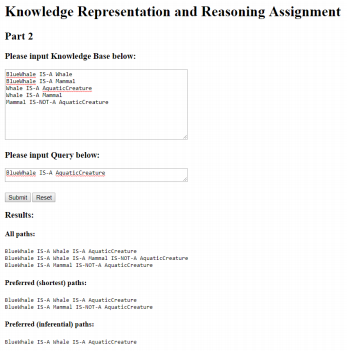 Knowledge Representation and Reasoning Assignment
Part 2
Please input Knowledge Base below:
BlueWhale IS-A Whale
BlueWhale IS-A Mammal
Whale IS-A AquaticCreature
Whale IS-A Mammal
Mammal IS-NOT-A AquaticCreature
Please input Query below:
BlueWhale IS-A AquaticCreature
Submit Reset
Results:
All paths:
BlueWhale IS-A Whale IS-A AquaticCreature
BlueWhale IS-A Whale IS-A Mammal IS-NOT-A AquaticCreature
BlueWhale IS-A Mammal IS-NOT-A AquaticCreature
Preferred (shortest) paths:
BlueWhale IS-A Whale IS-A AquaticCreature
BlueWhale IS-A Mammal IS-NOT-A AquaticCreature
Preferred (inferential) paths:
BlueWhale IS-A Whale IS-A AquaticCreature